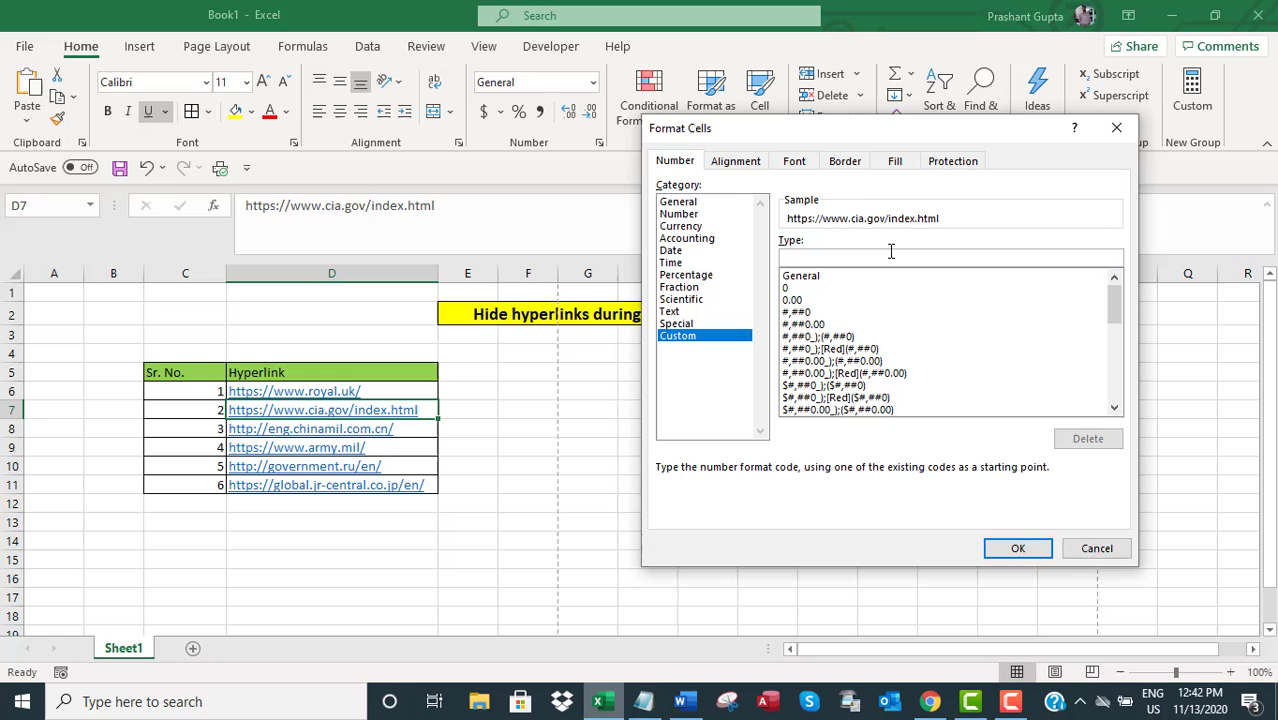 Book1 - Excel
Search
Prashant Gupta
File Home Insert Page Layout Formulas Data Review View Developer Help Share Comments
Paste
Calibri 11
B I U
General
$ % ,
Conditional
Format as
Cell
Insert
Delete
Sort &
Find &
Ideas
Subscript
Superscript
Custom
Clipboard Font Alignment Number New Group
AutoSave Off
D7 fx https://www.cia.gov/index.html
A B C D E F G Q R
1
2 Hide hyperlinks during
3
4
5 Sr. No. Hyperlink
6 1 https://www.royal.uk/
7 2 https://www.cia.gov/index.html
8 3 http://eng.chinamil.com.cn/
9 4 https://www.army.mil/
10 5 http://government.ru/en/
11 6 https://global.jr-central.co.jp/en/
12
13
14
15
16
17
18
19
Format Cells ?
Number Alignment Font Border Fill Protection
Category:
General
Number
Currency
Accounting
Date
Time
Percentage
Fraction
Scientific
Text
Special
Custom
Sample
https://www.cia.gov/index.html
Type:
General
0
0.00
#,##0
#,##0.00
#,##0_);(#,##0)
#,##0_);[Red](#,##0)
#,##0.00_);(#,##0.00)
#,##0.00_);[Red](#,##0.00)
$#,##0_);($#,##0)
$#,##0_);[Red]($#,##0)
$#,##0.00_);($#,##0.00)
Delete
Type the number format code, using one of the existing codes as a starting point.
OK Cancel
Sheet1
Ready
100%
Type here to search
ENG
US
12:42 PM
11/13/2020
3